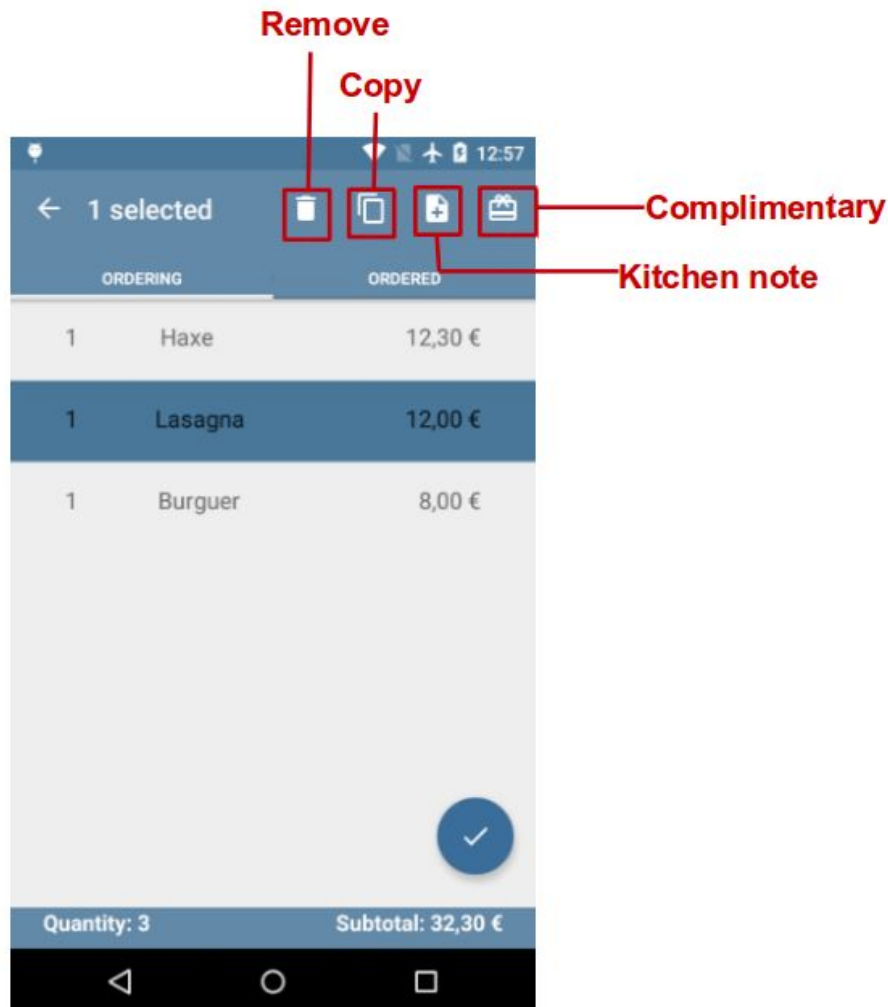 Remove
Copy
12:57
1 selected
Complimentary
ORDERING ORDERED
Kitchen note
1 Haxe 12,30 €
1 Lasagna 12,00 €
1 Burguer 8,00 €
Quantity: 3 Subtotal: 32,30 €